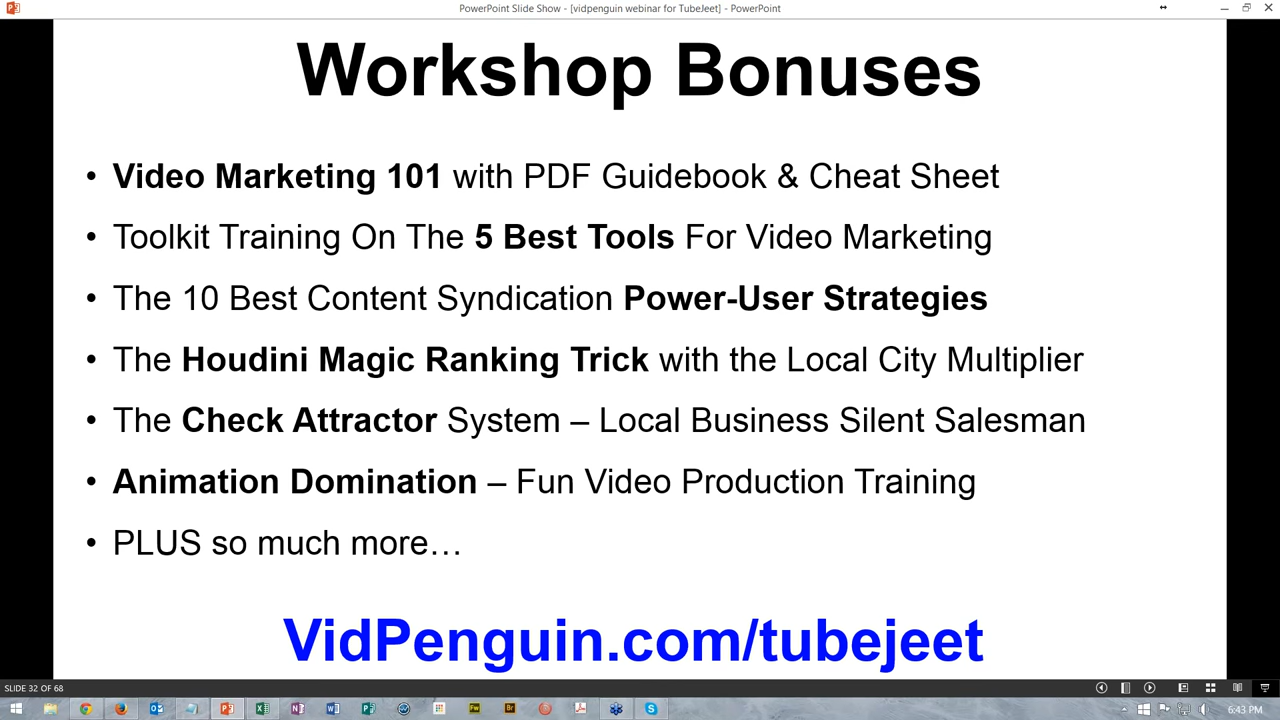 PowerPoint Slide Show - [vidpenguin webinar for TubeJeet] - PowerPoint
Workshop Bonuses
• Video Marketing 101 with PDF Guidebook & Cheat Sheet
• Toolkit Training On The 5 Best Tools For Video Marketing
• The 10 Best Content Syndication Power-User Strategies
• The Houdini Magic Ranking Trick with the Local City Multiplier
• The Check Attractor System – Local Business Silent Salesman
• Animation Domination – Fun Video Production Training
• PLUS so much more…
VidPenguin.com/tubejeet
SLIDE 32 OF 68
6:43 PM